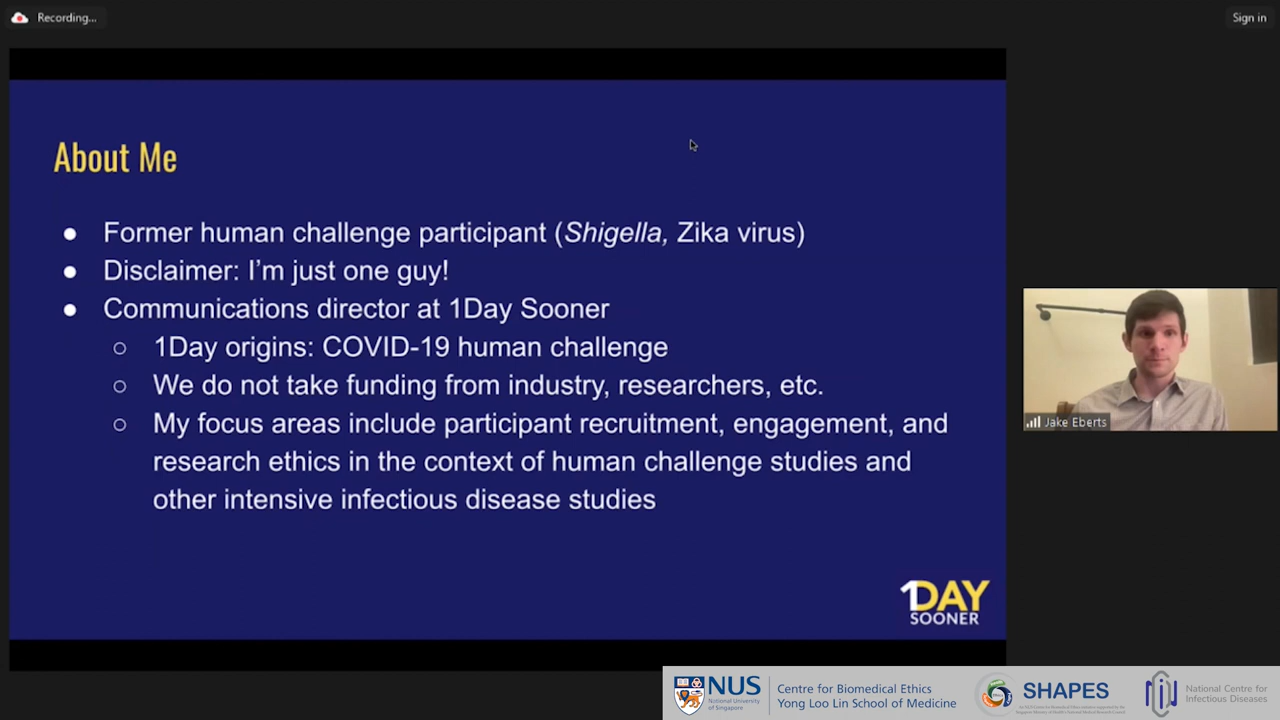 Recording...
Sign in
About Me
● Former human challenge participant (Shigella, Zika virus)
● Disclaimer: I'm just one guy!
● Communications director at 1Day Sooner
○ 1Day origins: COVID-19 human challenge
○ We do not take funding from industry, researchers, etc.
○ My focus areas include participant recruitment, engagement, and
research ethics in the context of human challenge studies and
other intensive infectious disease studies
Jake Eberts
1DAY
SOONER
NUS
National University
of Singapore
Centre for Biomedical Ethics
Yong Loo Lin School of Medicine
SHAPES
National Centre for
Infectious Diseases